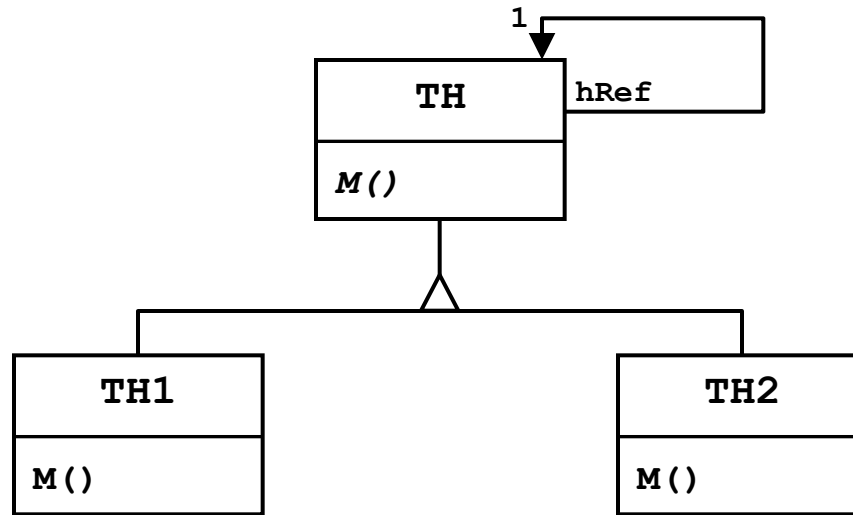 1
TH
hRef
M()
TH1
TH2
M()
M()